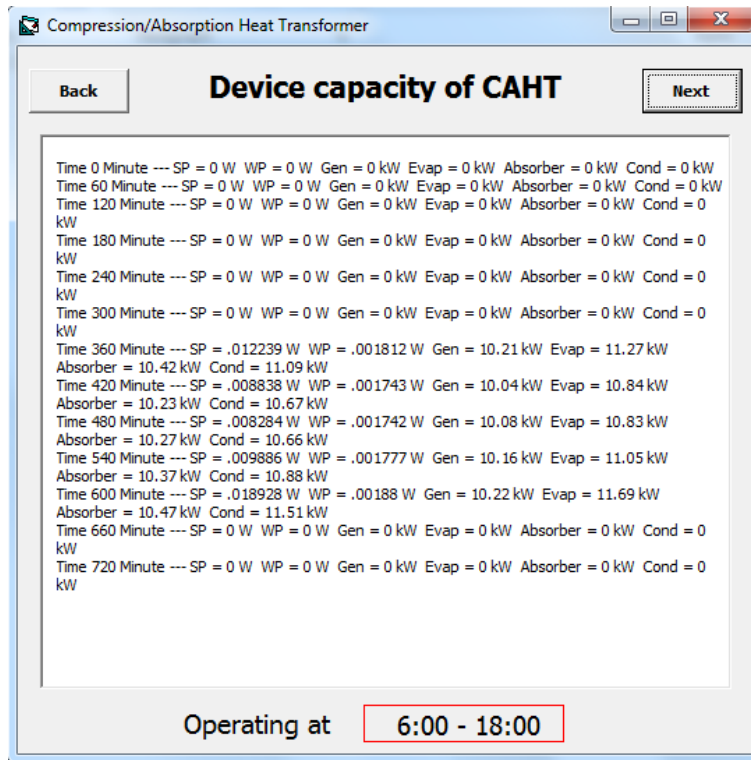 Compression/Absorption Heat Transformer
Back
Device capacity of CAHT
Next
Time 0 Minute --- SP = 0 W WP = 0 W Gen = 0 kW Evap = 0 kW Absorber = 0 kW Cond = 0 kW
Time 60 Minute --- SP = 0 W WP = 0 W Gen = 0 kW Evap = 0 kW Absorber = 0 kW Cond = 0 kW
Time 120 Minute --- SP = 0 W WP = 0 W Gen = 0 kW Evap = 0 kW Absorber = 0 kW Cond = 0
kW
Time 180 Minute --- SP = 0 W WP = 0 W Gen = 0 kW Evap = 0 kW Absorber = 0 kW Cond = 0
kW
Time 240 Minute --- SP = 0 W WP = 0 W Gen = 0 kW Evap = 0 kW Absorber = 0 kW Cond = 0
kW
Time 300 Minute --- SP = 0 W WP = 0 W Gen = 0 kW Evap = 0 kW Absorber = 0 kW Cond = 0
kW
Time 360 Minute --- SP = .012239 W WP = .001812 W Gen = 10.21 kW Evap = 11.27 kW
Absorber = 10.42 kW Cond = 11.09 kW
Time 420 Minute --- SP = .008838 W WP = .001743 W Gen = 10.04 kW Evap = 10.84 kW
Absorber = 10.23 kW Cond = 10.67 kW
Time 480 Minute --- SP = .008284 W WP = .001742 W Gen = 10.08 kW Evap = 10.83 kW
Absorber = 10.27 kW Cond = 10.66 kW
Time 540 Minute --- SP = .009886 W WP = .001777 W Gen = 10.16 kW Evap = 11.05 kW
Absorber = 10.37 kW Cond = 10.88 kW
Time 600 Minute --- SP = .018928 W WP = .00188 W Gen = 10.22 kW Evap = 11.69 kW
Absorber = 10.47 kW Cond = 11.51 kW
Time 660 Minute --- SP = 0 W WP = 0 W Gen = 0 kW Evap = 0 kW Absorber = 0 kW Cond = 0
kW
Time 720 Minute --- SP = 0 W WP = 0 W Gen = 0 kW Evap = 0 kW Absorber = 0 kW Cond = 0
kW
Operating at 6:00 - 18:00